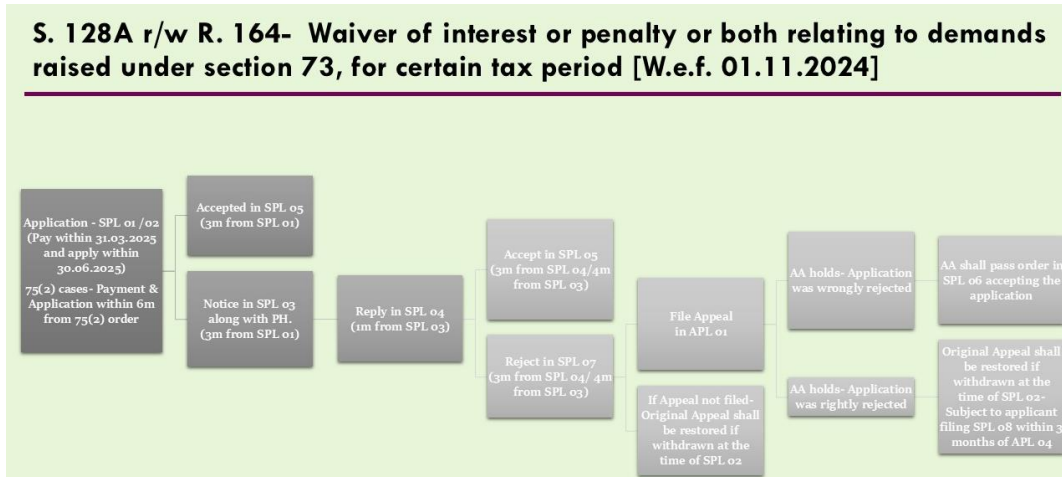 S. 128A r/w R. 164-  Waiver of interest or penalty or both relating to demands
raised under section 73, for certain tax period [W.e.f. 01.11.2024]
Application - SPL 01 /02
(Pay within 31.03.2025
and apply within
30.06.2025)
75(2) cases- Payment &
Application within 6m
from 75(2) order
Accepted in SPL 05
(3m from SPL 01)
Notice in SPL 03
along with PH.
(3m from SPL 01)
Reply in SPL 04
(1m from SPL 03)
Accept in SPL 05
(3m from SPL 04/4m
from SPL 03)
Reject in SPL 07
(3m from SPL 04/ 4m
from SPL 03)
File Appeal
in APL 01
If Appeal not filed-
Original Appeal shall
be restored if
withdrawn at the
time of SPL 02
AA holds- Application
was wrongly rejected
AA holds- Application
was rightly rejected
AA shall pass order in
SPL 06 accepting the
application
Original Appeal shall
be restored if
withdrawn at the
time of SPL 02-
Subject to applicant
filing SPL 08 within 3
months of APL 04